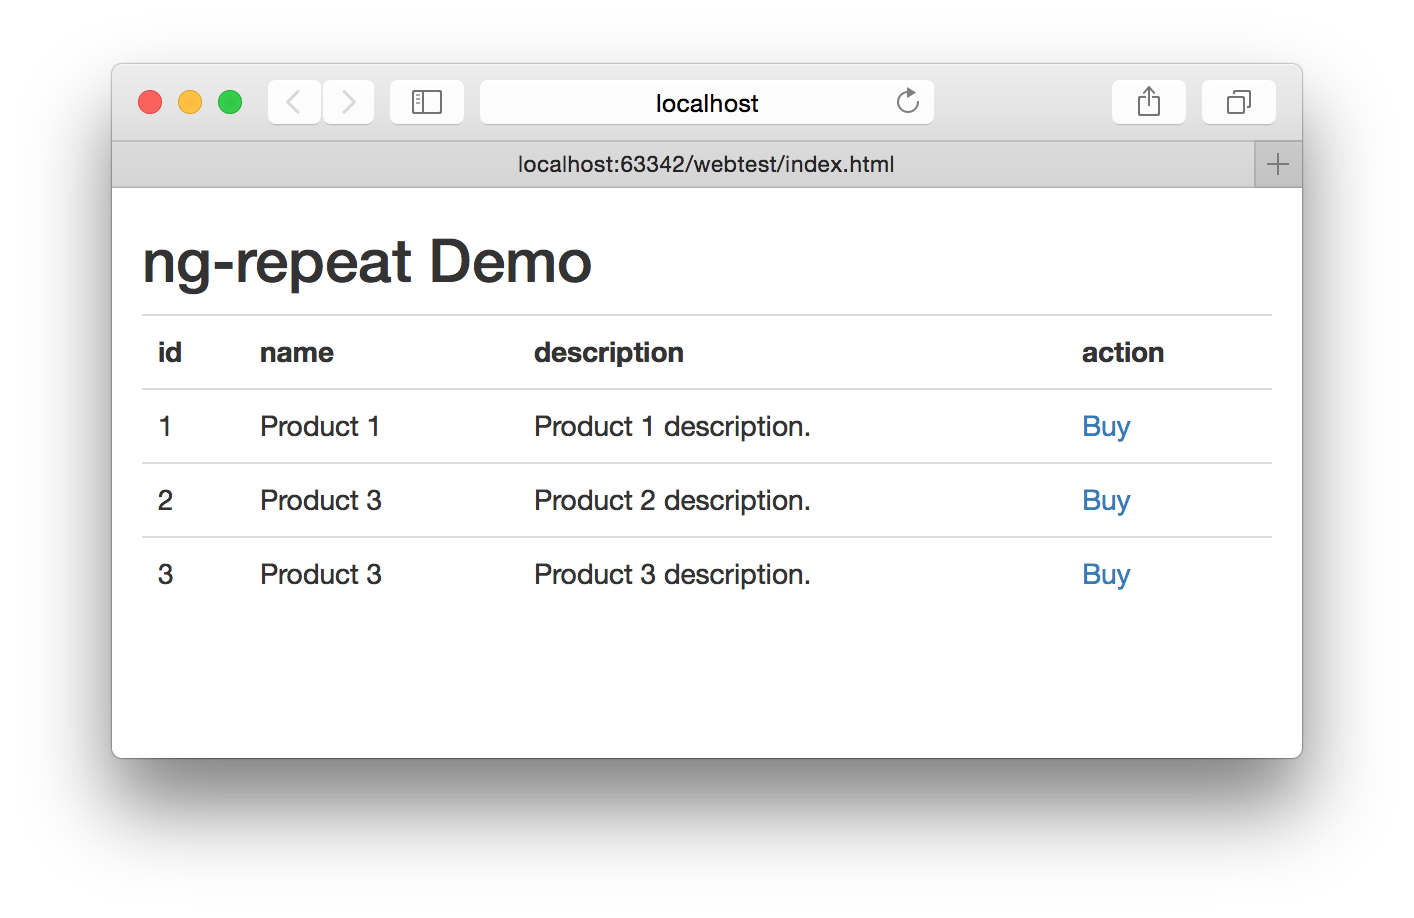 localhost
localhost:63342/webtest/index.html
ng-repeat Demo
id name description action
1 Product 1 Product 1 description. Buy
2 Product 3 Product 2 description. Buy
3 Product 3 Product 3 description. Buy